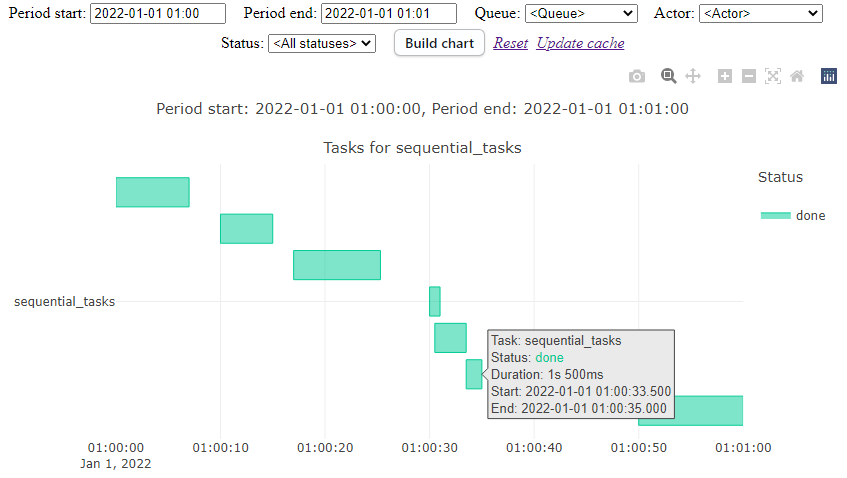 Period start: 2022-01-01 01:00 Period end: 2022-01-01 01:01 Queue: <Queue> Actor: <Actor>
Status: <All statuses> Build chart Reset Update cache
Period start: 2022-01-01 01:00:00, Period end: 2022-01-01 01:01:00
Tasks for sequential_tasks
Status
done
sequential_tasks
Task: sequential_tasks
Status: done
Duration: 1s 500ms
Start: 2022-01-01 01:00:33.500
End: 2022-01-01 01:00:35.000
01:00:00 01:00:10 01:00:20 01:00:30 01:00:40 01:00:50 01:01:00
Jan 1, 2022